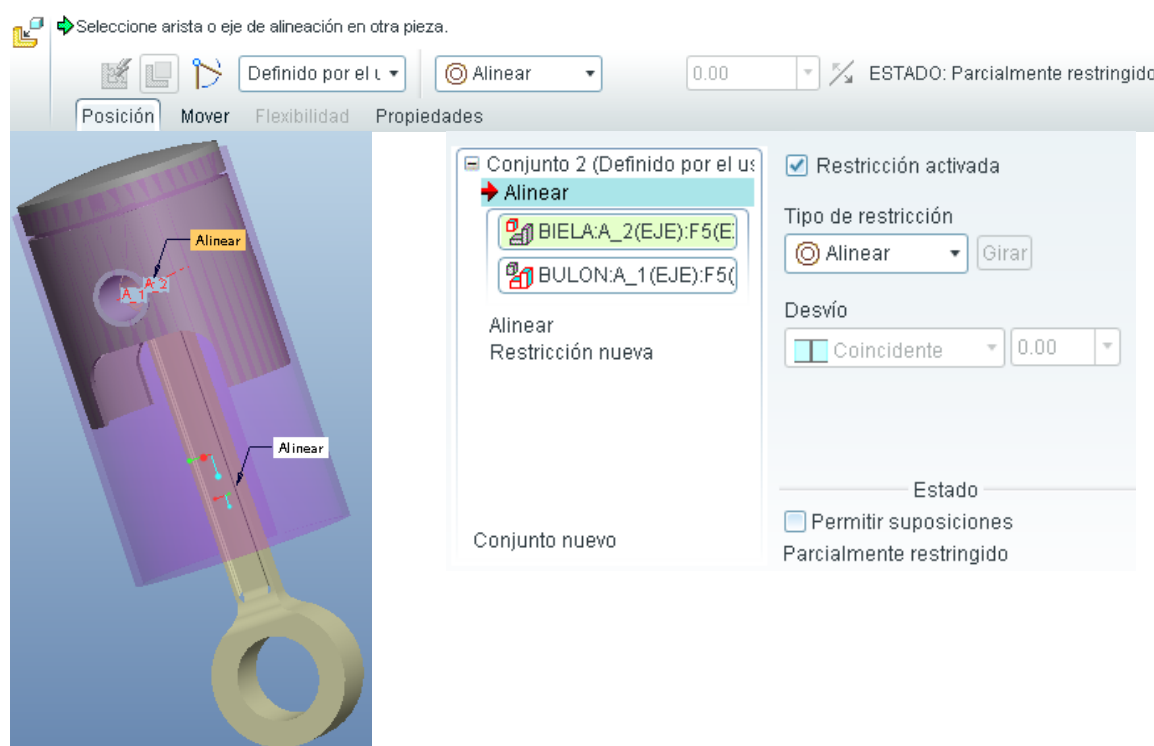 Seleccione arista o eje de alineación en otra pieza.
Definido por el ι
Alinear
0.00
ESTADO: Parcialmente restringido
Posición
Mover
Flexibilidad
Propiedades
Alinear
A_1
A_2
Alinear
Conjunto 2 (Definido por el us
Alinear
BIELA:A_2(EJE):F5(E.
BULON:A_1(EJE):F5(
Alinear
Restricción nueva
Conjunto nuevo
Restricción activada
Tipo de restricción
Alinear
Girar
Desvío
Coincidente
0.00
Estado
Permitir suposiciones
Parcialmente restringido